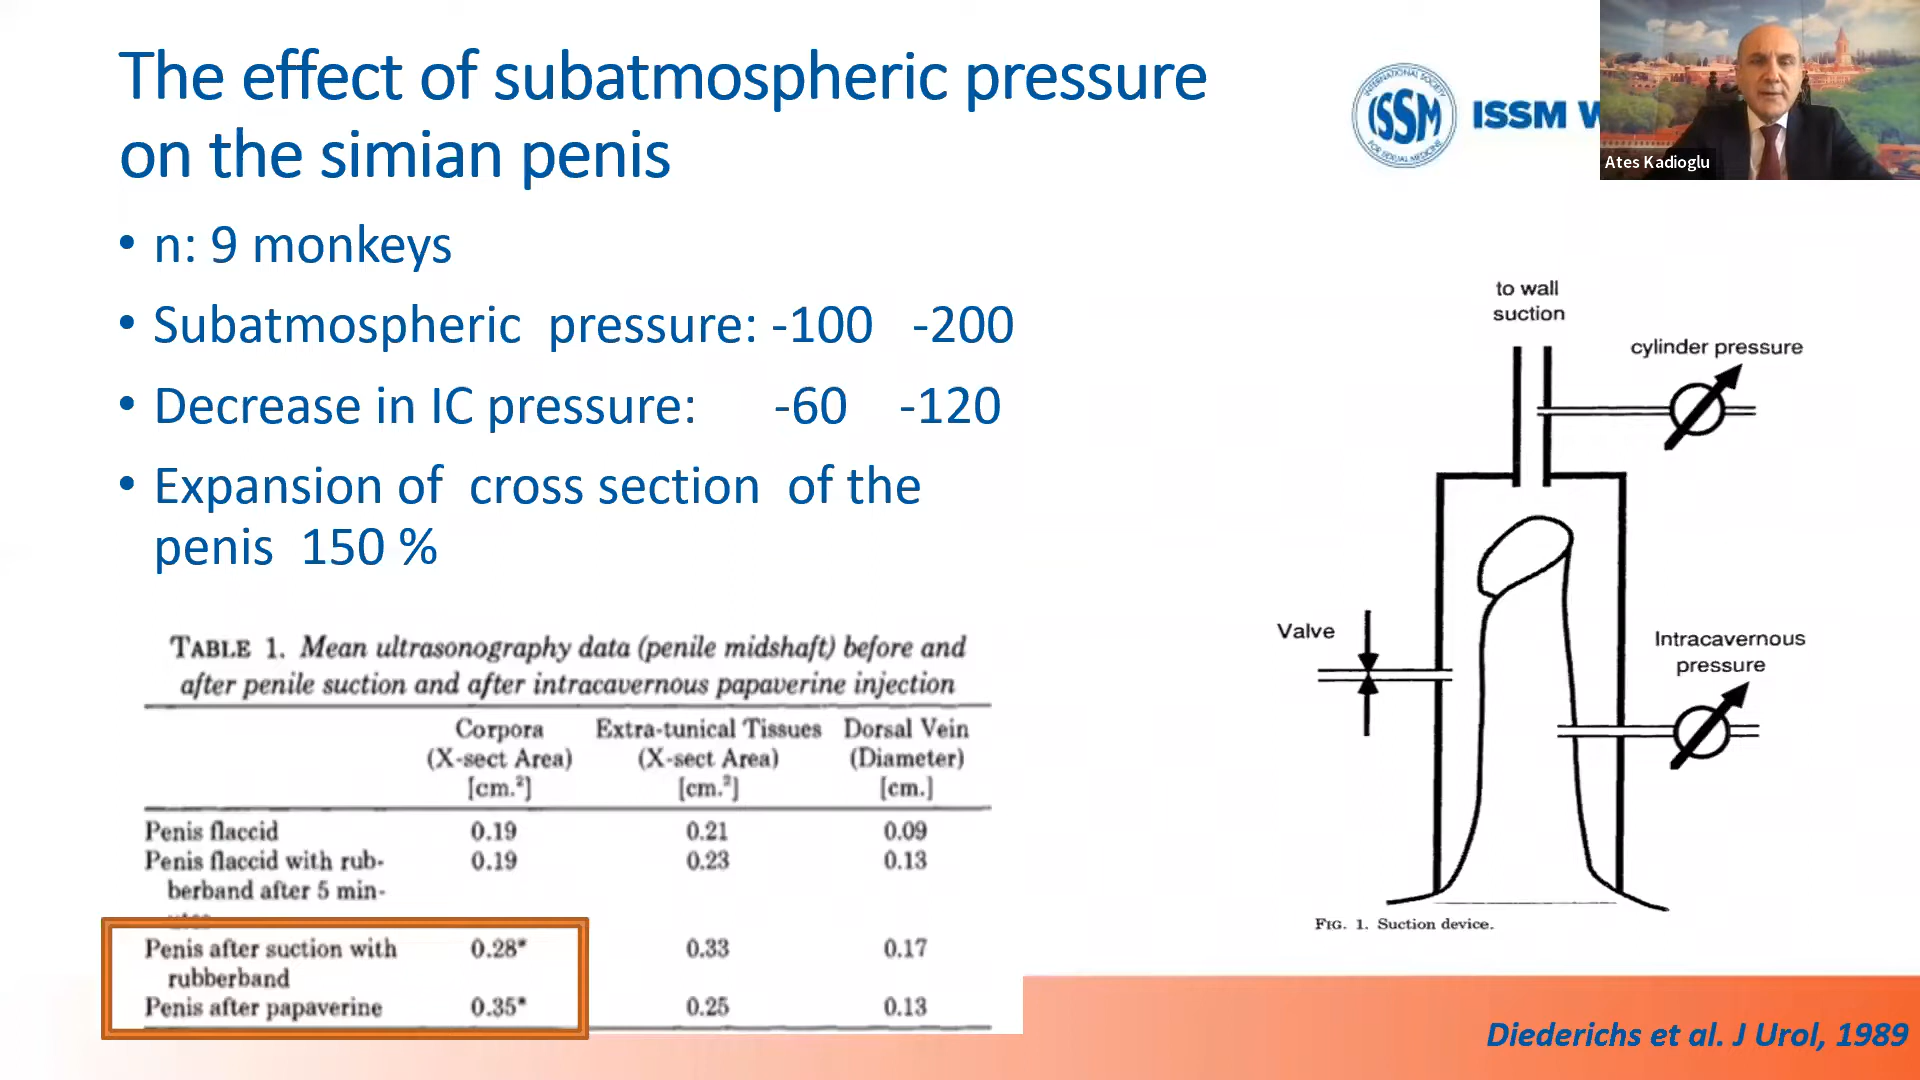 The effect of subatmospheric pressure
on the simian penis
INTERNATIONAL SOCIETY
ISSM
FOR SEXUAL MEDICINE
ISSM W
Ates Kadioglu
• n: 9 monkeys
• Subatmospheric pressure: -100 -200
• Decrease in IC pressure: -60 -120
• Expansion of cross section of the
penis 150 %
TABLE 1. Mean ultrasonography data (penile midshaft) before and
after penile suction and after intracavernous papaverine injection
Corpora Extra-tunical Tissues Dorsal Vein
(X-sect Area) (X-sect Area) (Diameter)
[cm.²] [cm.²] [cm.]
Penis flaccid 0.19 0.21 0.09
Penis flaccid with rub- 0.19 0.23 0.13
berband after 5 min-
Penis after suction with 0.28* 0.33 0.17
rubberband
Penis after papaverine 0.35* 0.25 0.13
to wall
suction
cylinder pressure
Valve
Intracavernous
pressure
FIG. 1. Suction device.
Diederichs et al. J Urol, 1989